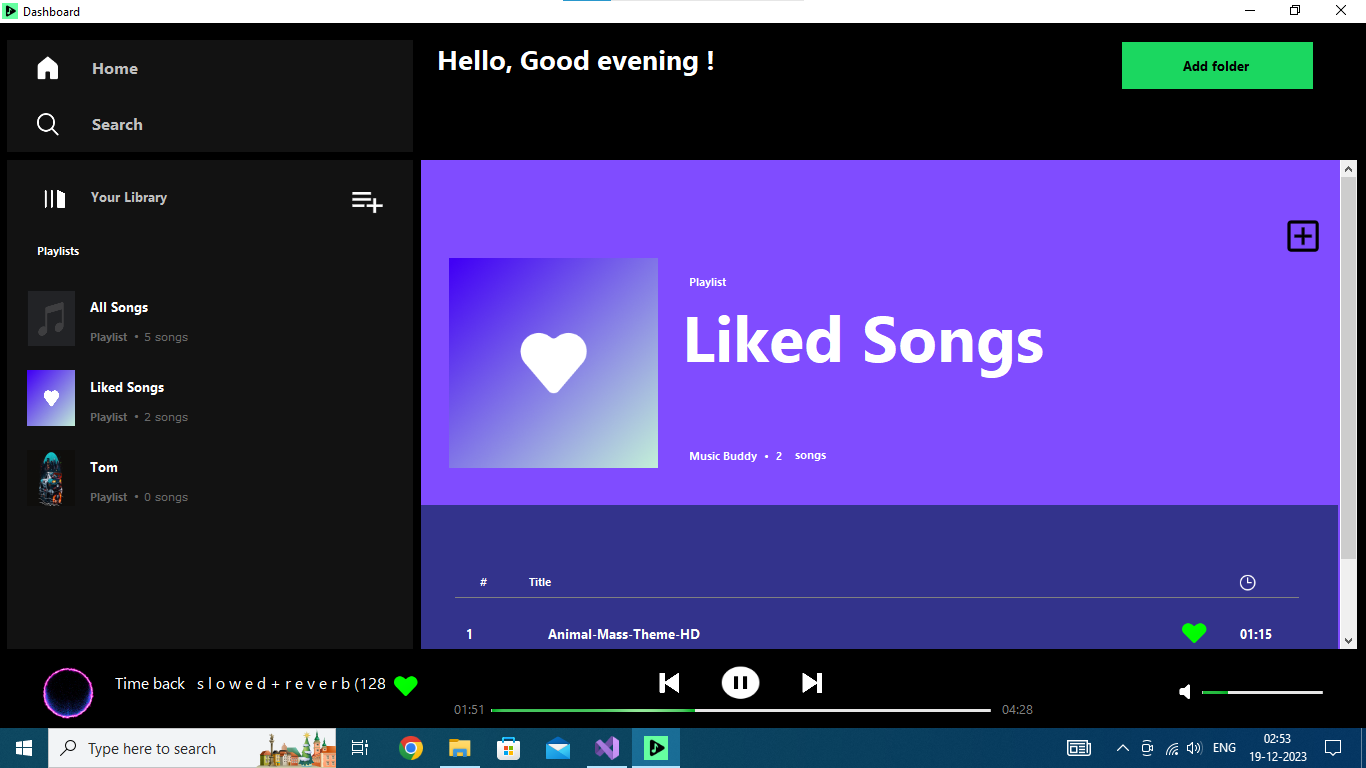 Dashboard
Home
Search
Hello, Good evening !
Add folder
Your Library
Playlists
All Songs
Playlist • 5 songs
Liked Songs
Playlist • 2 songs
Tom
Playlist • 0 songs
Playlist
Liked Songs
Music Buddy • 2 songs
# Title
1 Animal-Mass-Theme-HD 01:15
Time back s l o w e d + r e v e r b (128
01:51 04:28
Type here to search
ENG
02:53
19-12-2023